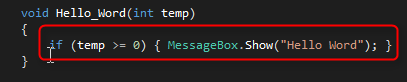 void Hello_Word(int temp)
{
if (temp >= 0) { MessageBox.Show("Hello Word"); }
}